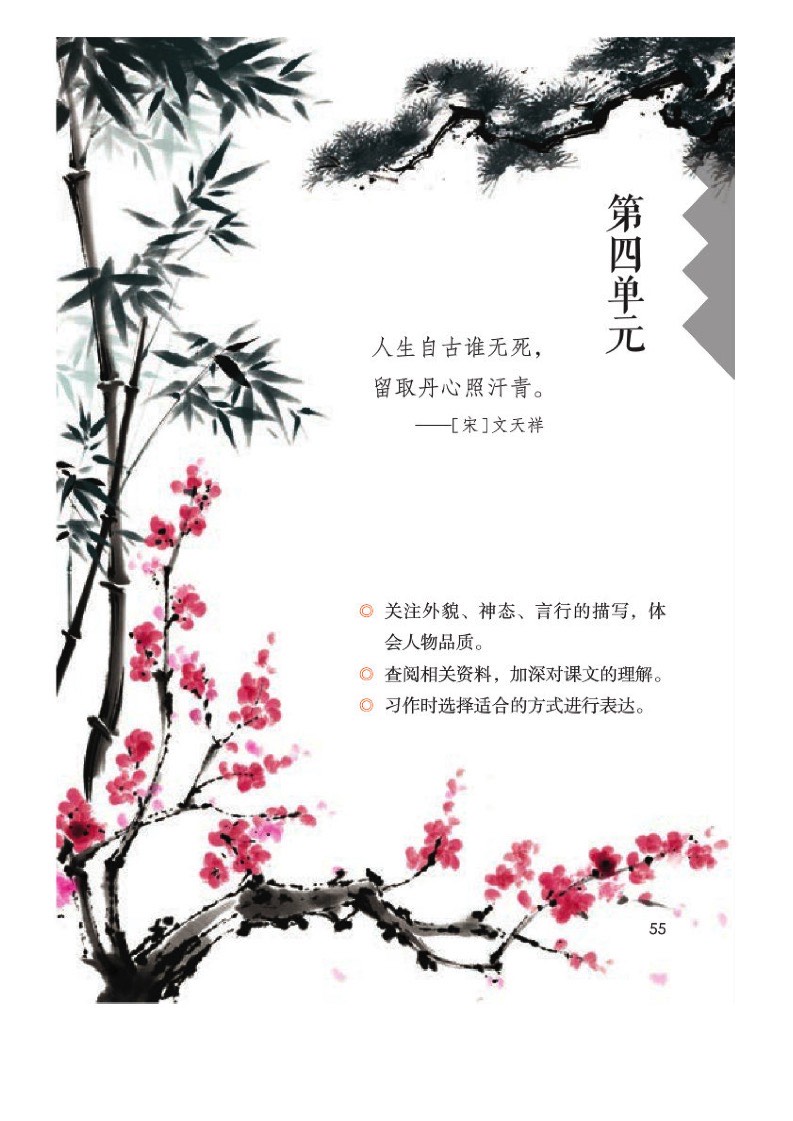 第四单元
人生自古谁无死，
留取丹心照汗青。
——[宋]文天祥
◎ 关注外貌、神态、言行的描写，体
会人物品质。
◎ 查阅相关资料，加深对课文的理解。
◎ 习作时选择适合的方式进行表达。
55